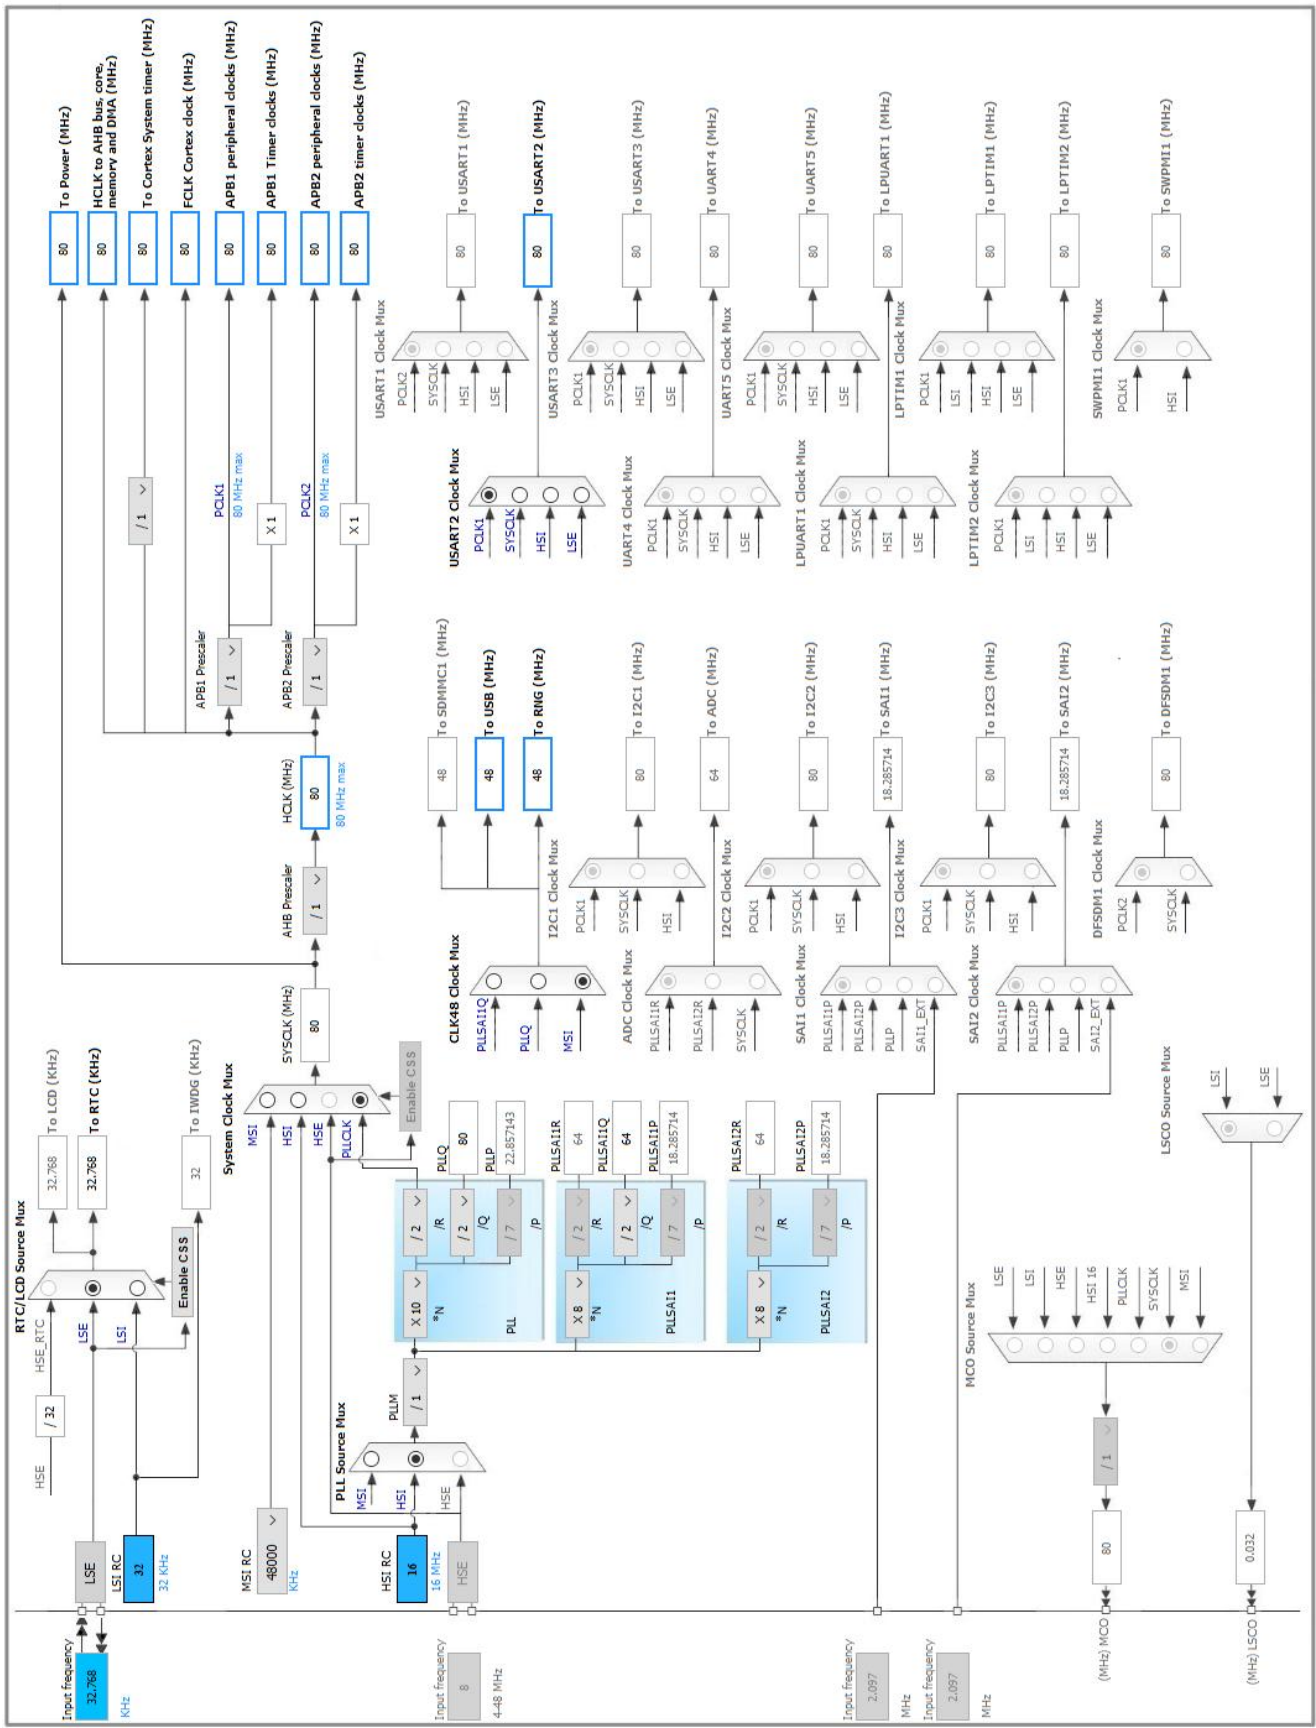 Input frequency
32.768
KHz
LSE
LSI RC
32
32 KHz
HSE
/ 32
HSE_RTC
LSE
LSI
RTC/LCD Source Mux
Enable CSS
32.768
To LCD (KHz)
32.768
To RTC (KHz)
32
To IWDG (KHz)
MSI RC
48000
KHz
HSI RC
16
16 MHz
Input frequency
8
4-48 MHz
HSE
PLL Source Mux
MSI
HSI
HSE
PLLM
/ 1
X 10
*N
PLL
/ 2
/R
/ 2
/Q
/ 7
/P
PLLQ
80
PLLP
22.857143
X 8
*N
PLLSAI1
/ 2
/R
/ 2
/Q
/ 7
/P
PLLSAI1R
64
PLLSAI1Q
64
PLLSAI1P
18.285714
X 8
*N
PLLSAI2
/ 2
/R
/ 7
/P
PLLSAI2R
64
PLLSAI2P
18.285714
System Clock Mux
MSI
HSI
HSE
PLLCLK
Enable CSS
SYSCLK (MHz)
80
AHB Prescaler
/ 1
HCLK (MHz)
80
80 MHz max
APB1 Prescaler
/ 1
APB2 Prescaler
/ 1
/ 1
PCLK1
80 MHz max
X 1
PCLK2
80 MHz max
X 1
80
To Power (MHz)
80
HCLK to AHB bus, core,
memory and DMA (MHz)
80
To Cortex System timer (MHz)
80
FCLK Cortex clock (MHz)
80
APB1 peripheral clocks (MHz)
80
APB1 Timer clocks (MHz)
80
APB2 peripheral clocks (MHz)
80
APB2 timer clocks (MHz)
CLK48 Clock Mux
PLLSAI1Q
PLLQ
MSI
48
To SDMMC1 (MHz)
48
To USB (MHz)
48
To RNG (MHz)
I2C1 Clock Mux
PCLK1
SYSCLK
HSI
80
To I2C1 (MHz)
ADC Clock Mux
PLLSAI1R
PLLSAI2R
SYSCLK
64
To ADC (MHz)
I2C2 Clock Mux
PCLK1
SYSCLK
HSI
80
To I2C2 (MHz)
SAI1 Clock Mux
PLLSAI1P
PLLSAI2P
PLLP
SAI1_EXT
18.285714
To SAI1 (MHz)
I2C3 Clock Mux
PCLK1
SYSCLK
HSI
80
To I2C3 (MHz)
SAI2 Clock Mux
PLLSAI1P
PLLSAI2P
PLLP
SAI2_EXT
18.285714
To SAI2 (MHz)
DFSDM1 Clock Mux
PCLK2
SYSCLK
80
To DFSDM1 (MHz)
USART1 Clock Mux
PCLK2
SYSCLK
HSI
LSE
80
To USART1 (MHz)
USART2 Clock Mux
PCLK1
SYSCLK
HSI
LSE
80
To USART2 (MHz)
USART3 Clock Mux
PCLK1
SYSCLK
HSI
LSE
80
To USART3 (MHz)
UART4 Clock Mux
PCLK1
SYSCLK
HSI
LSE
80
To UART4 (MHz)
UART5 Clock Mux
PCLK1
SYSCLK
HSI
LSE
80
To UART5 (MHz)
LPUART1 Clock Mux
PCLK1
SYSCLK
HSI
LSE
80
To LPUART1 (MHz)
LPTIM1 Clock Mux
PCLK1
LSI
HSI
LSE
80
To LPTIM1 (MHz)
LPTIM2 Clock Mux
PCLK1
LSI
HSI
LSE
80
To LPTIM2 (MHz)
SWPMI1 Clock Mux
PCLK1
HSI
80
To SWPMI1 (MHz)
Input frequency
2.097
MHz
Input frequency
2.097
MHz
MCO Source Mux
LSE
LSI
HSE
HSI 16
PLLCLK
SYSCLK
MSI
/ 1
80
(MHz) MCO
LSCO Source Mux
LSI
LSE
0.032
(MHz) LSCO